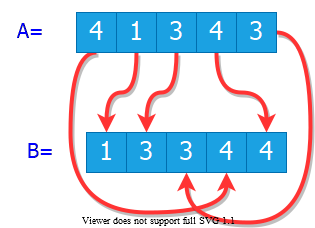 A= 4 1 3 4 3
B= 1 3 3 4 4
Viewer does not support full SVG 1.1